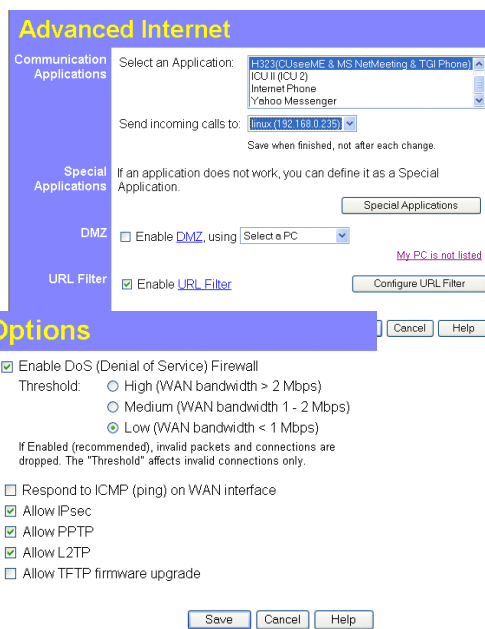 Advanced Internet
Communication Applications
Select an Application:
H323(CUseeME & MS NetMeeting & TGI Phone)
ICU II (ICU 2)
Internet Phone
Yahoo Messenger
Send incoming calls to: linux (192.168.0.235)
Save when finished, not after each change.
Special Applications
If an application does not work, you can define it as a Special
Application.
Special Applications
DMZ
Enable DMZ, using Select a PC
My PC is not listed
URL Filter
Enable URL Filter
Configure URL Filter
Cancel Help
Options
Enable DoS (Denial of Service) Firewall
Threshold: High (WAN bandwidth > 2 Mbps)
Medium (WAN bandwidth 1 - 2 Mbps)
Low (WAN bandwidth < 1 Mbps)
If Enabled (recommended), invalid packets and connections are
dropped. The "Threshold" affects invalid connections only.
Respond to ICMP (ping) on WAN interface
Allow IPsec
Allow PPTP
Allow L2TP
Allow TFTP firmware upgrade
Save Cancel Help